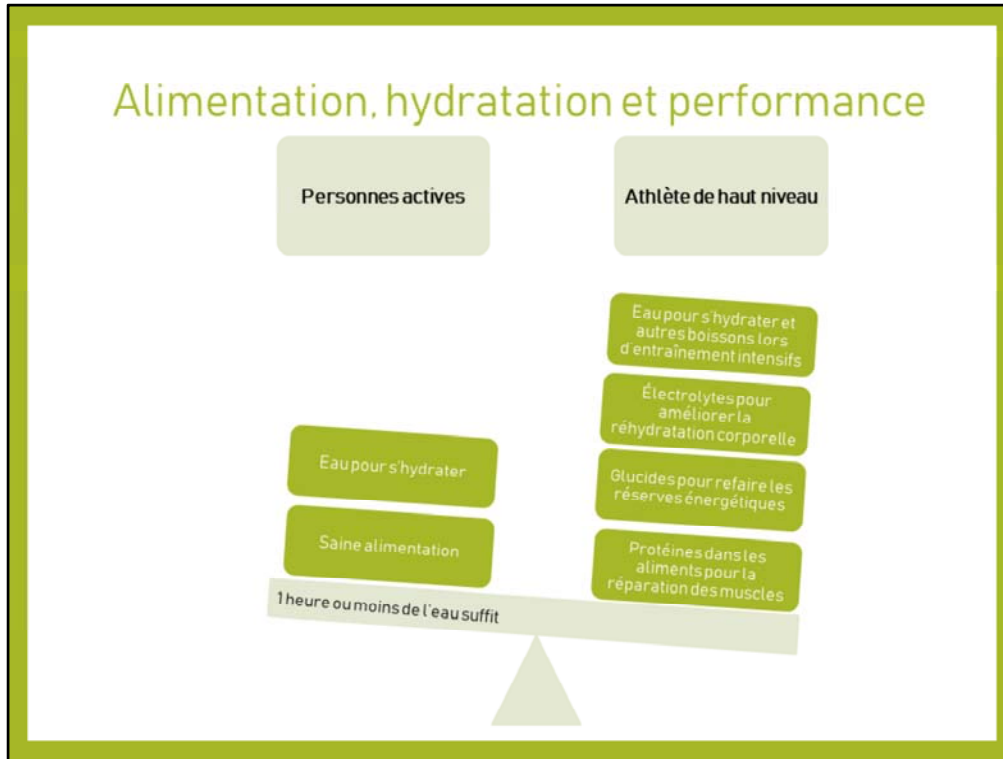 Alimentation, hydratation et performance
Personnes actives
Athlète de haut niveau
Eau pour s'hydrater
Saine alimentation
Eau pour s'hydrater et
autres boissons lors
d'entraînement intensifs
Électrolytes pour
améliorer la
réhydratation corporelle
Glucides pour refaire les
réserves énergétiques
Protéines dans les
aliments pour la
réparation des muscles
1 heure ou moins de l'eau suffit